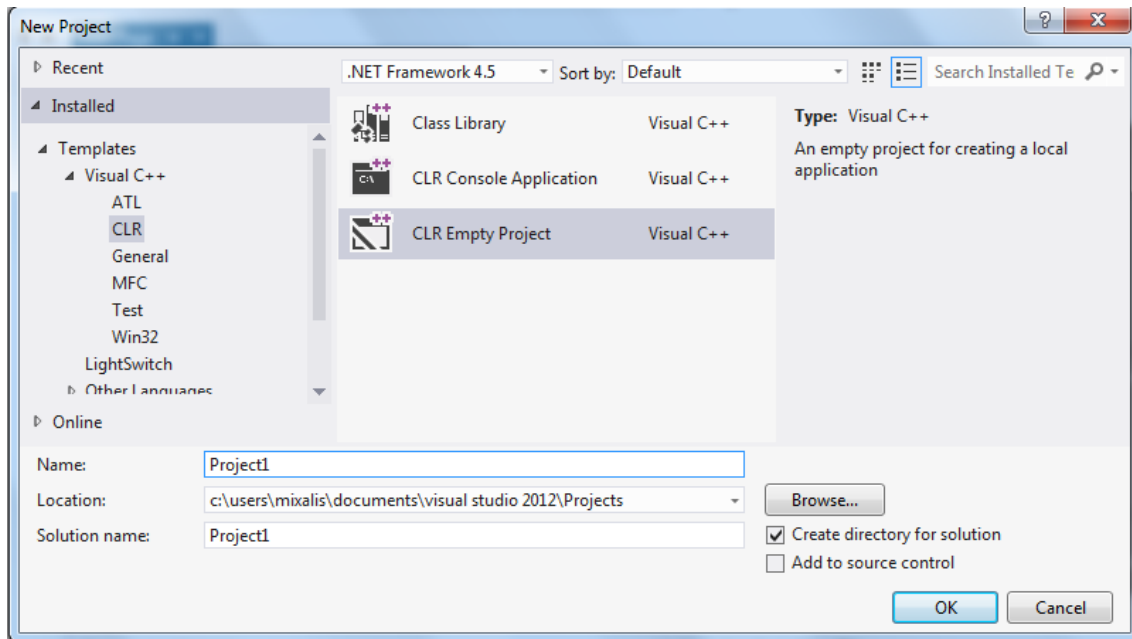 New Project
Recent
Installed
Templates
Visual C++
ATL
CLR
General
MFC
Test
Win32
LightSwitch
Other Languages
Online
.NET Framework 4.5
Sort by: Default
Search Installed Te
Class Library Visual C++
CLR Console Application Visual C++
CLR Empty Project Visual C++
Type: Visual C++
An empty project for creating a local
application
Name: Project1
Location: c:\users\mixalis\documents\visual studio 2012\Projects
Browse...
Solution name: Project1
Create directory for solution
Add to source control
OK Cancel